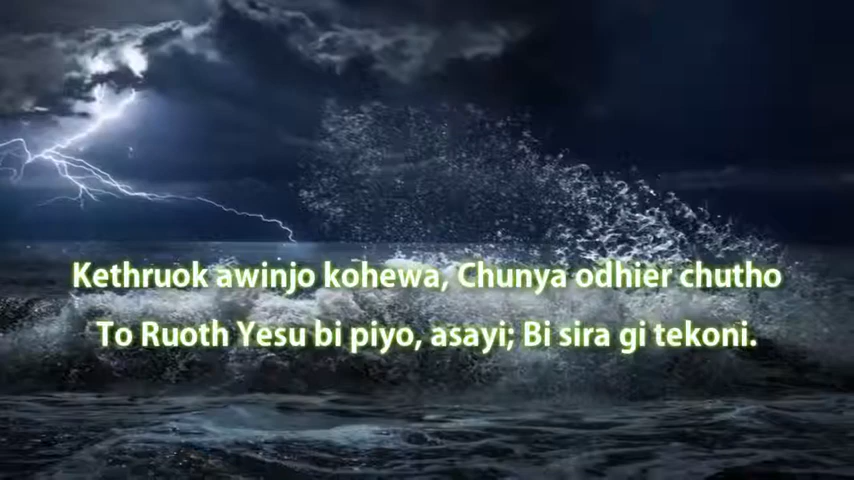 Kethruok awinjo kohewa, Chunya odhier chutho
To Ruoth Yesu bi piyo, asayi; Bi sira gi tekoni.